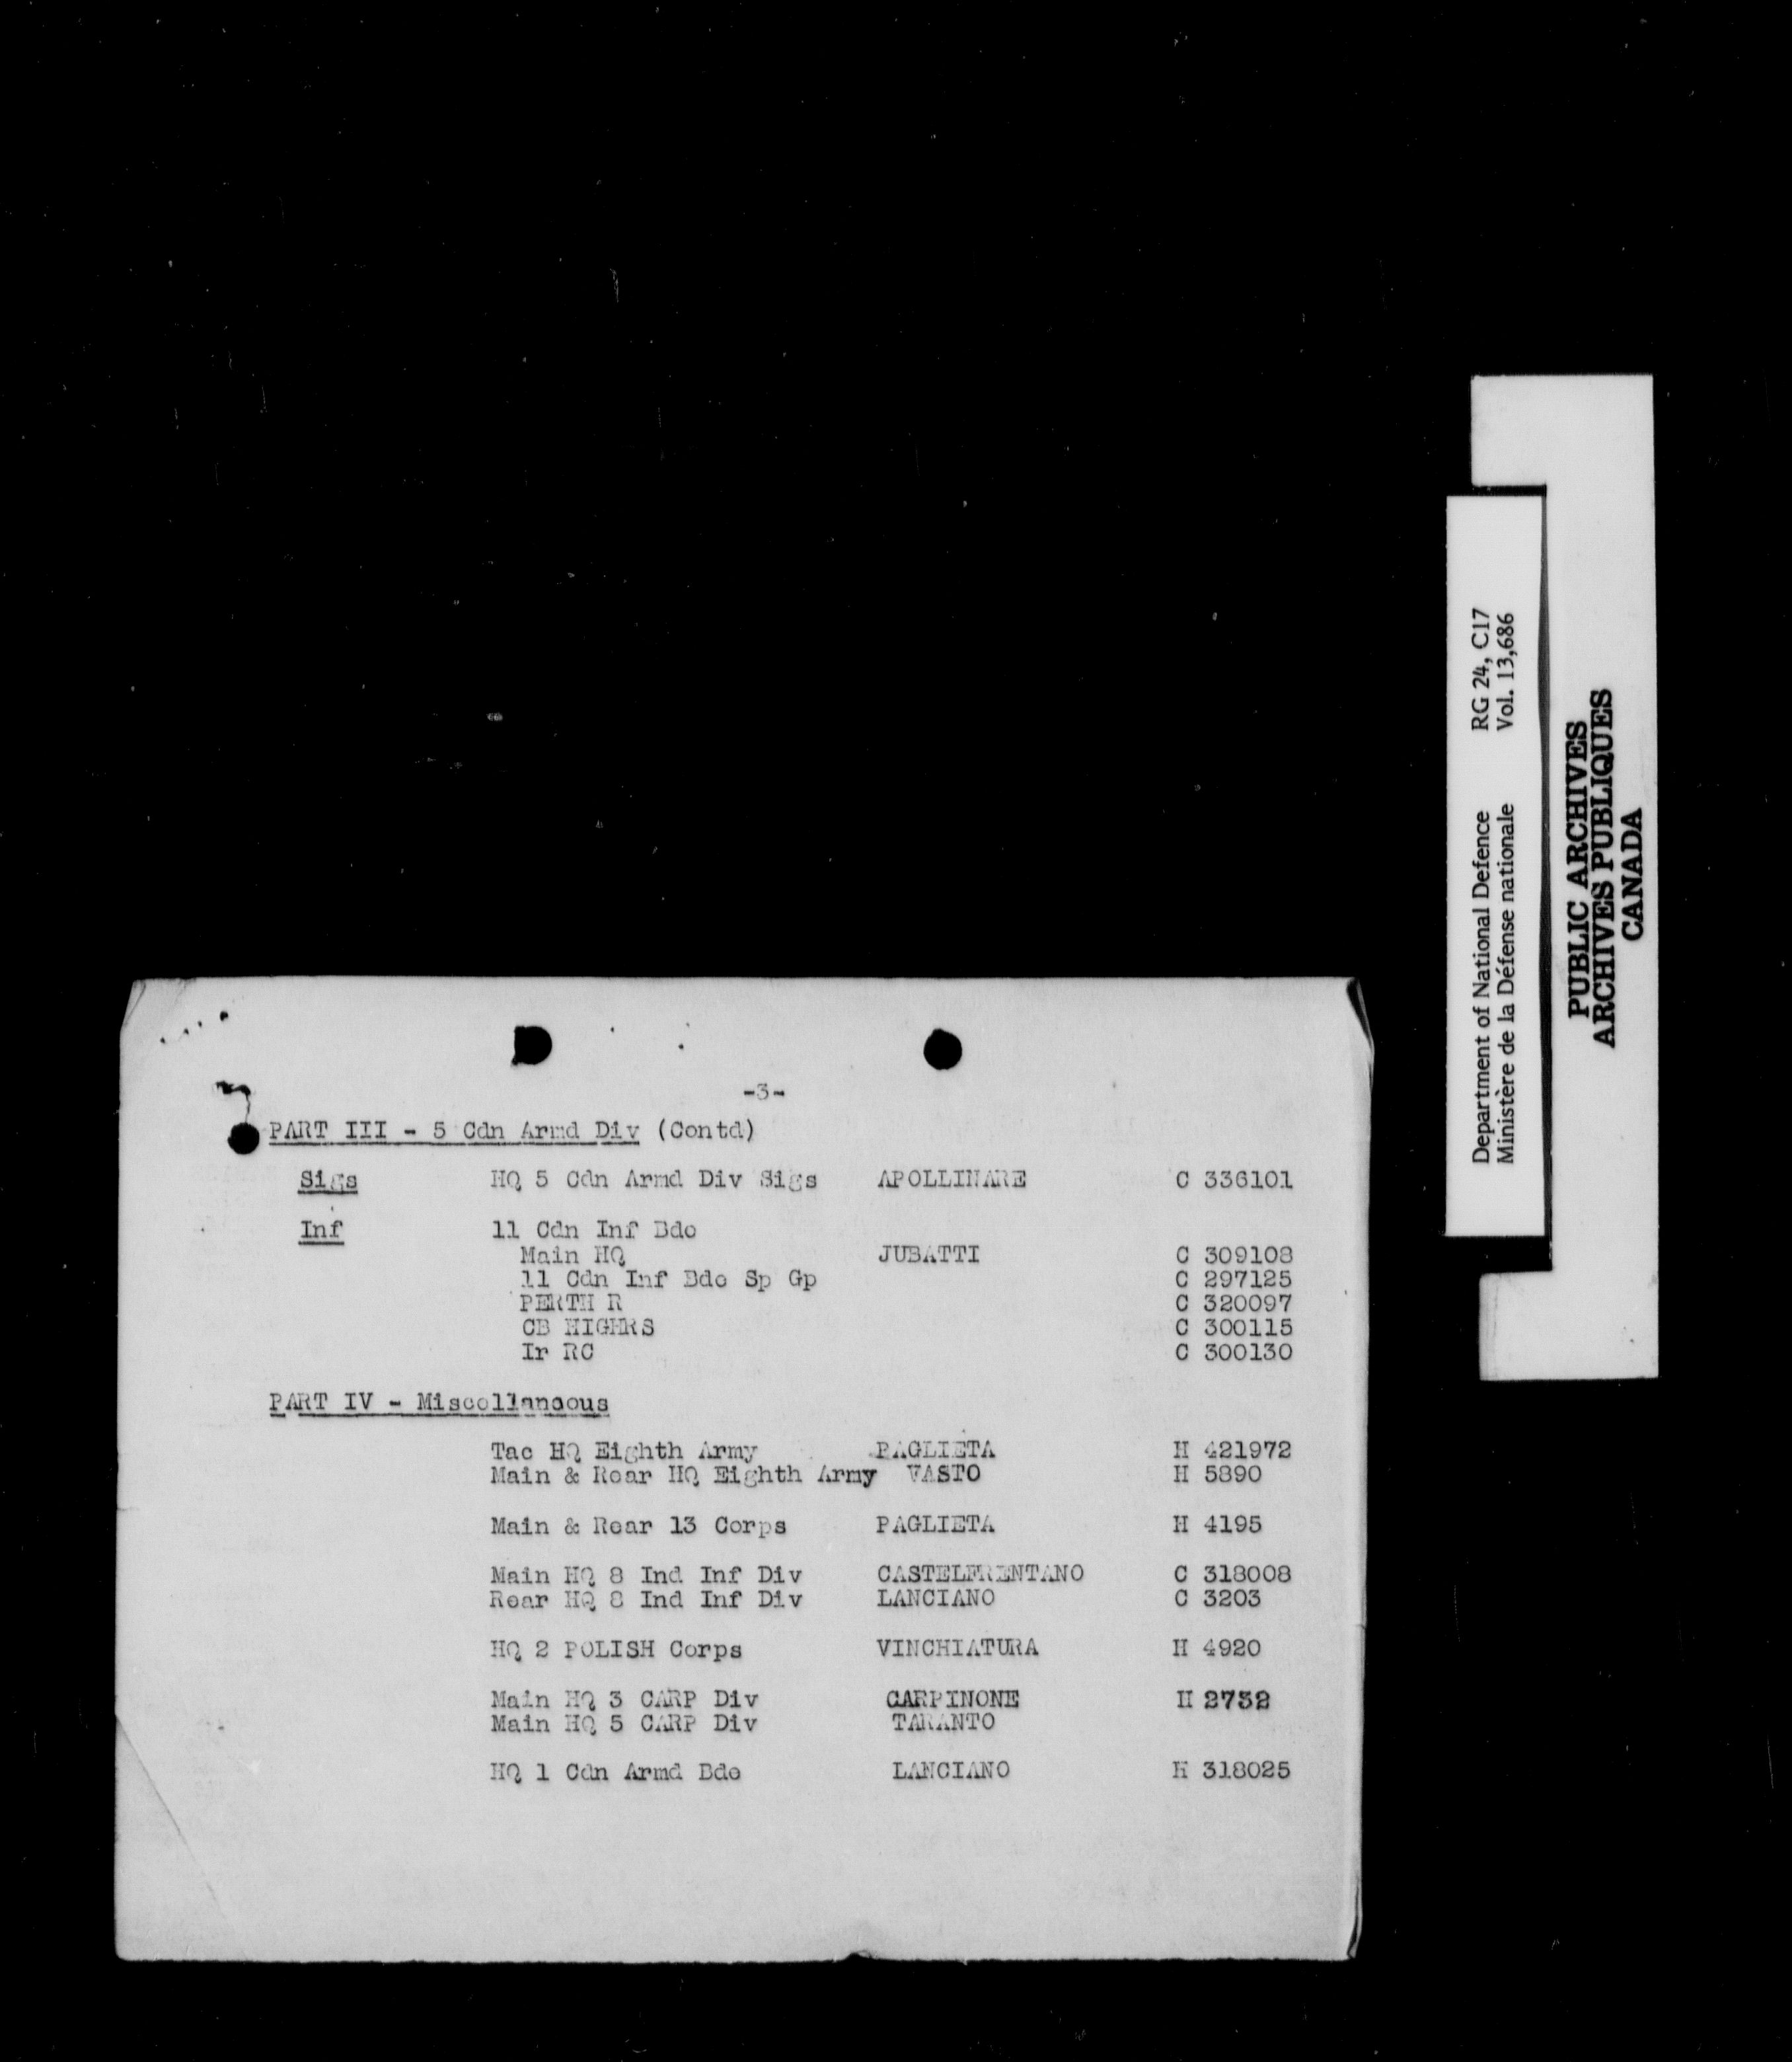 -3-
PART III - 5 Cdn Armd Div (Contd)
Sigs HQ 5 Cdn Armd Div Sigs APOLLINARE C 336101
Inf 11 Cdn Inf Bde
Main HQ JUBATTI C 309108
11 Cdn Inf Bde Sp Gp C 297125
PERTH R C 320097
CB HIGHRS C 300115
Ir RC C 300130
PART IV - Miscellaneous
Tac HQ Eighth Army PAGLIETA H 421972
Main & Rear HQ Eighth Army VASTO H 5890
Main & Rear 13 Corps PAGLIETA H 4195
Main HQ 8 Ind Inf Div CASTELFRENTANO C 318008
Rear HQ 8 Ind Inf Div LANCIANO C 3203
HQ 2 POLISH Corps VINCHIATURA H 4920
Main HQ 3 CARP Div CARPINONE H 2732
Main HQ 5 CARP Div TARANTO
HQ 1 Cdn Armd Bde LANCIANO H 318025
Department of National Defence RG 24, C17
Ministère de la Défense nationale Vol. 13,686
PUBLIC ARCHIVES
ARCHIVES PUBLIQUES
CANADA